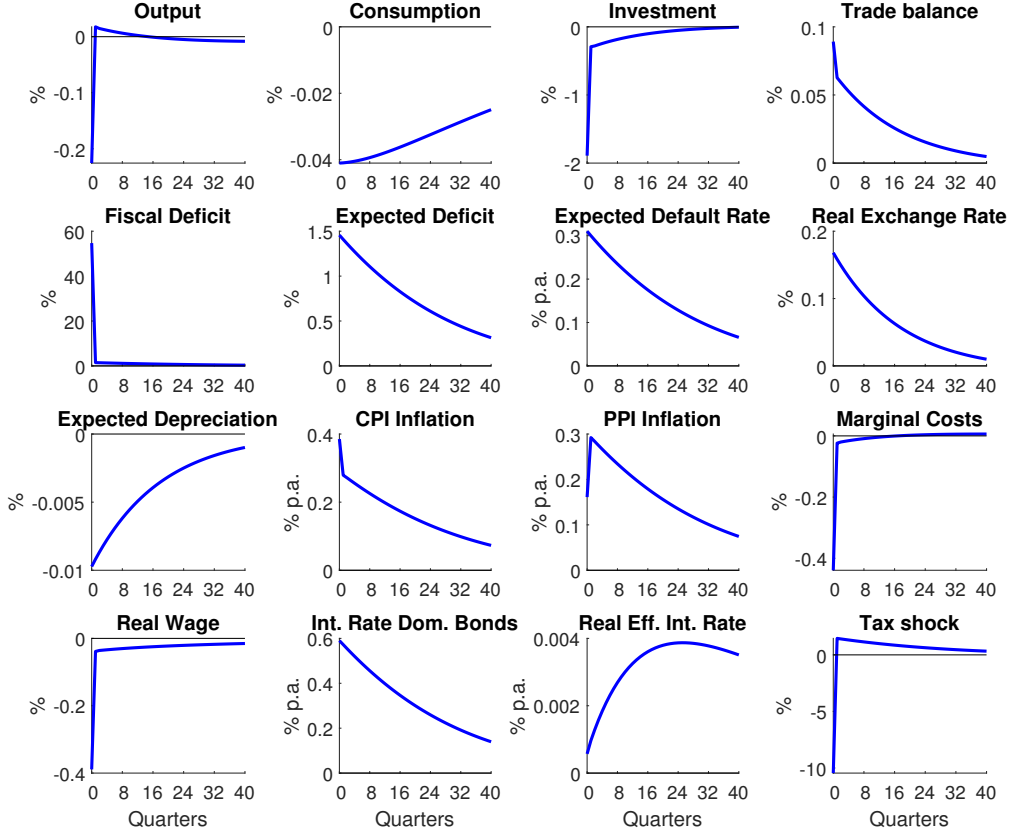 Output Consumption Investment Trade balance
0 0 0 0.1
% -0.1 % -0.02 % -1 % 0.05
-0.2 -0.04 -2 0
0 8 16 24 32 40 0 8 16 24 32 40 0 8 16 24 32 40 0 8 16 24 32 40
Fiscal Deficit Expected Deficit Expected Default Rate Real Exchange Rate
60 1.5 0.3 0.2
40 1 0.2
% % % p.a. % 0.1
20 0.5 0.1
0 0 0 0
0 8 16 24 32 40 0 8 16 24 32 40 0 8 16 24 32 40 0 8 16 24 32 40
Expected Depreciation CPI Inflation PPI Inflation Marginal Costs
0 0.4 0.3 0
% -0.005 % p.a. 0.2 % p.a. 0.2 % -0.2
0.1
-0.01 0 0 -0.4
0 8 16 24 32 40 0 8 16 24 32 40 0 8 16 24 32 40 0 8 16 24 32 40
Real Wage Int. Rate Dom. Bonds Real Eff. Int. Rate Tax shock
0 0.6 0.004 0
% -0.2 % p.a. 0.4 % p.a. 0.002 % -5
0.2
-0.4 0 0 -10
0 8 16 24 32 40 0 8 16 24 32 40 0 8 16 24 32 40 0 8 16 24 32 40
Quarters Quarters Quarters Quarters